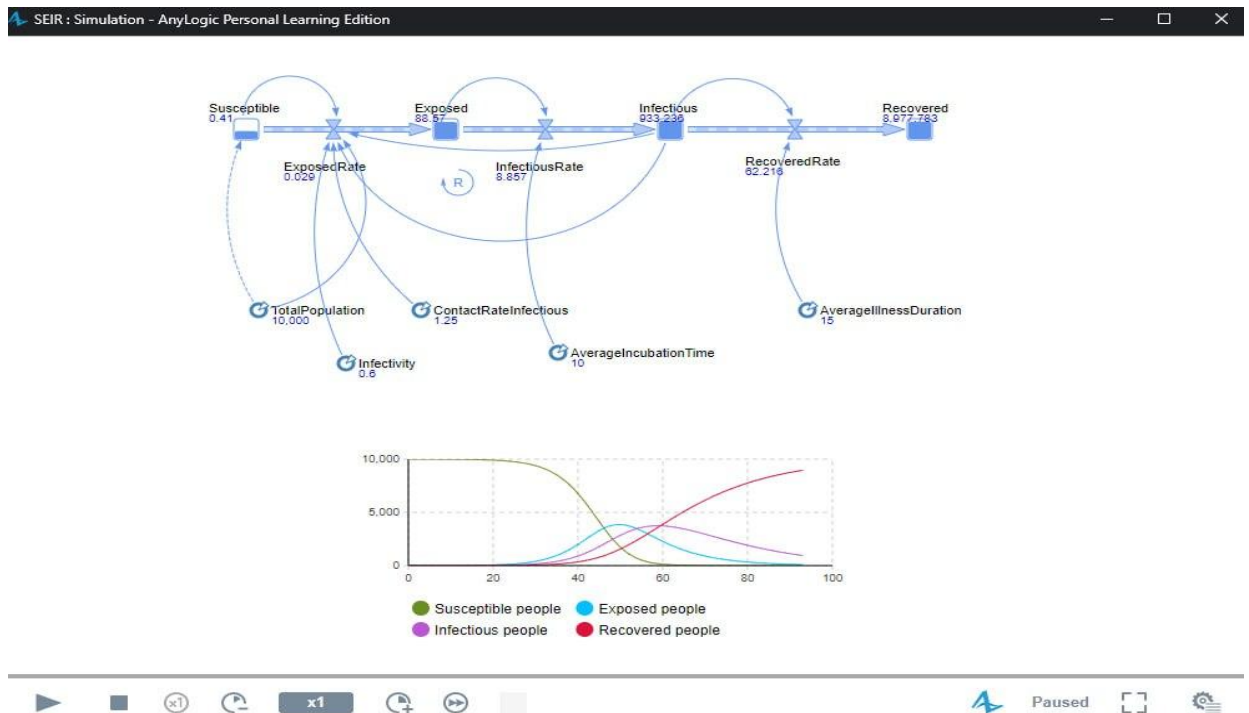 SEIR : Simulation - AnyLogic Personal Learning Edition
Susceptible
0.41
Exposed
88.57
Infectious
933.236
Recovered
8,977.783
ExposedRate
0.029
R
InfectiousRate
8.857
RecoveredRate
62.216
TotalPopulation
10,000
ContactRateInfectious
1.25
AverageIllnessDuration
15
Infectivity
0.6
AverageIncubationTime
10
10,000
5,000
0
0 20 40 60 80 100
Susceptible people Exposed people
Infectious people Recovered people
x1 x1 Paused